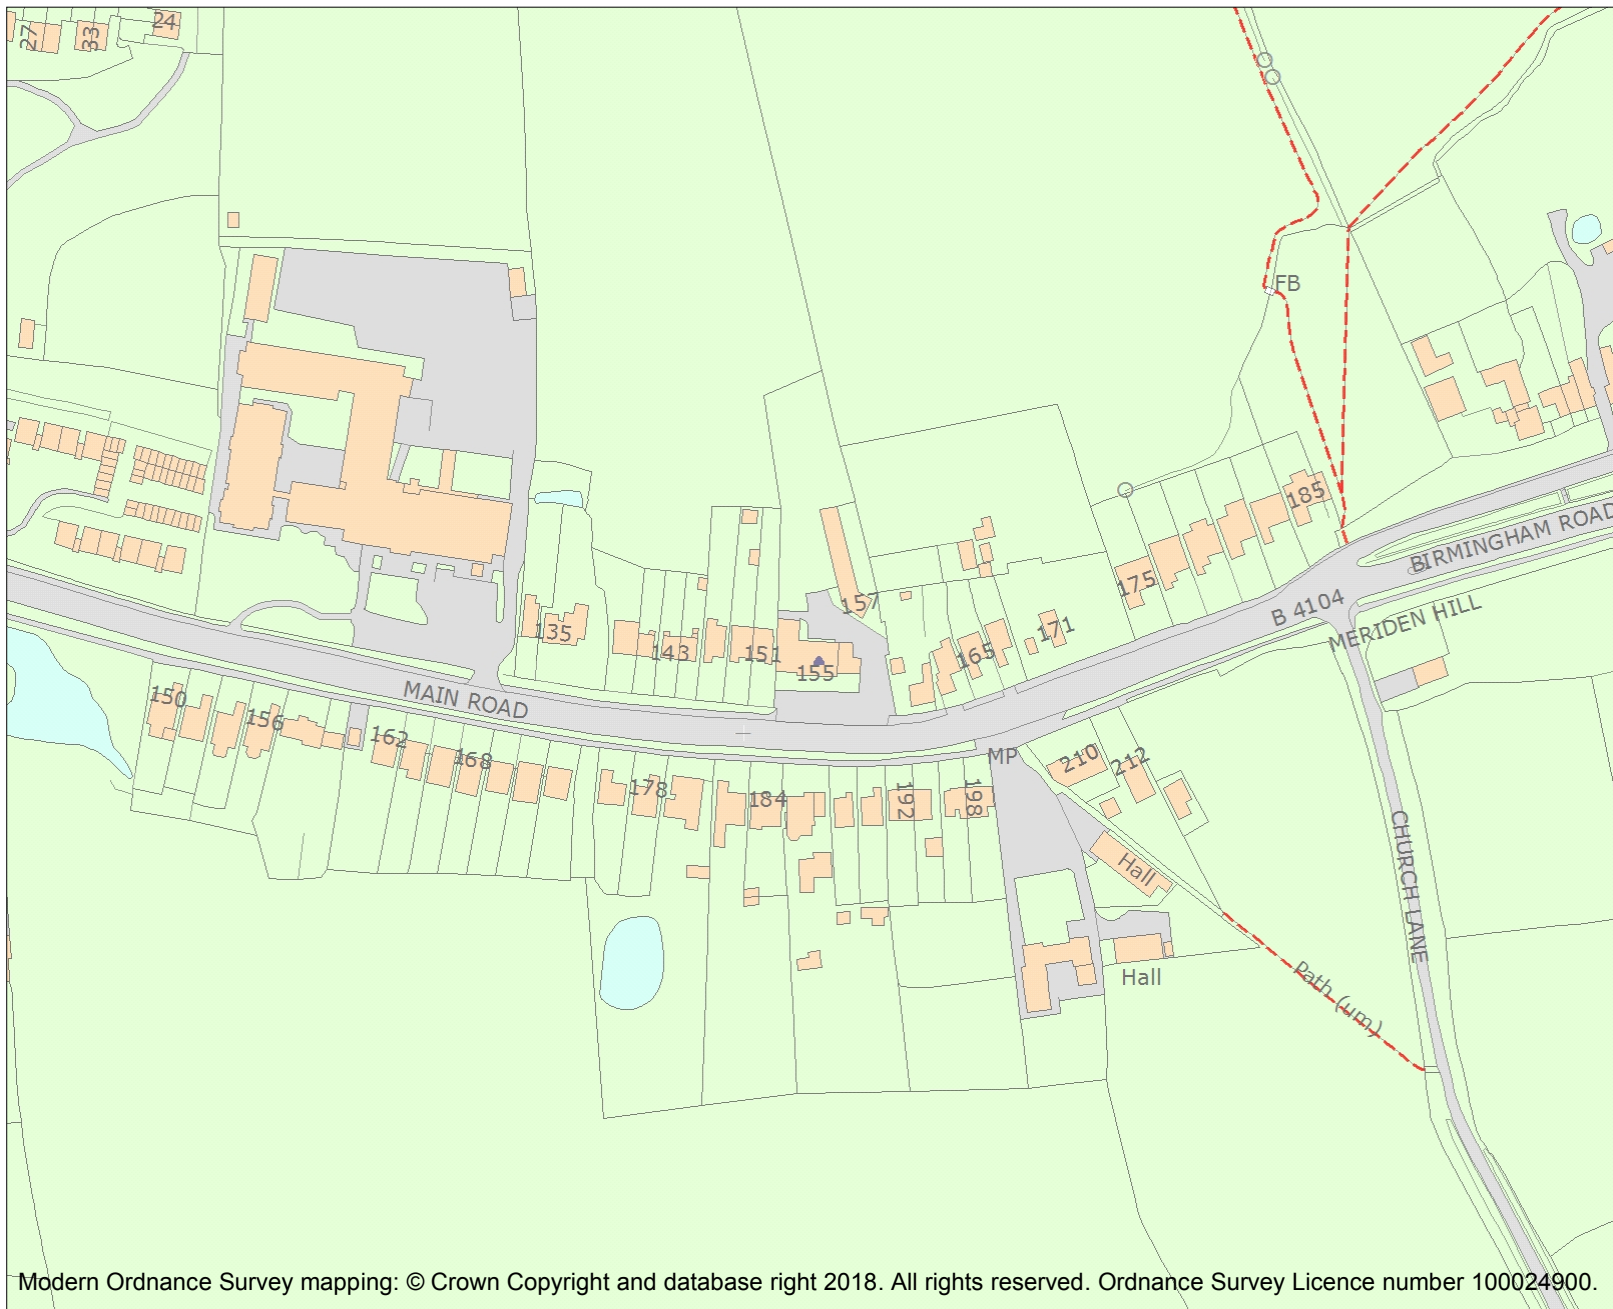 27
33
24
FB
185
BIRMINGHAM ROAD
175
B 4104
MERIDEN HILL
157
135
143
151
155
165
171
150
156
MAIN ROAD
162
168
MP
210
212
178
184
192
198
CHURCH LANE
Hall
Hall
Path (um)
Modern Ordnance Survey mapping: © Crown Copyright and database right 2018. All rights reserved. Ordnance Survey Licence number 100024900.